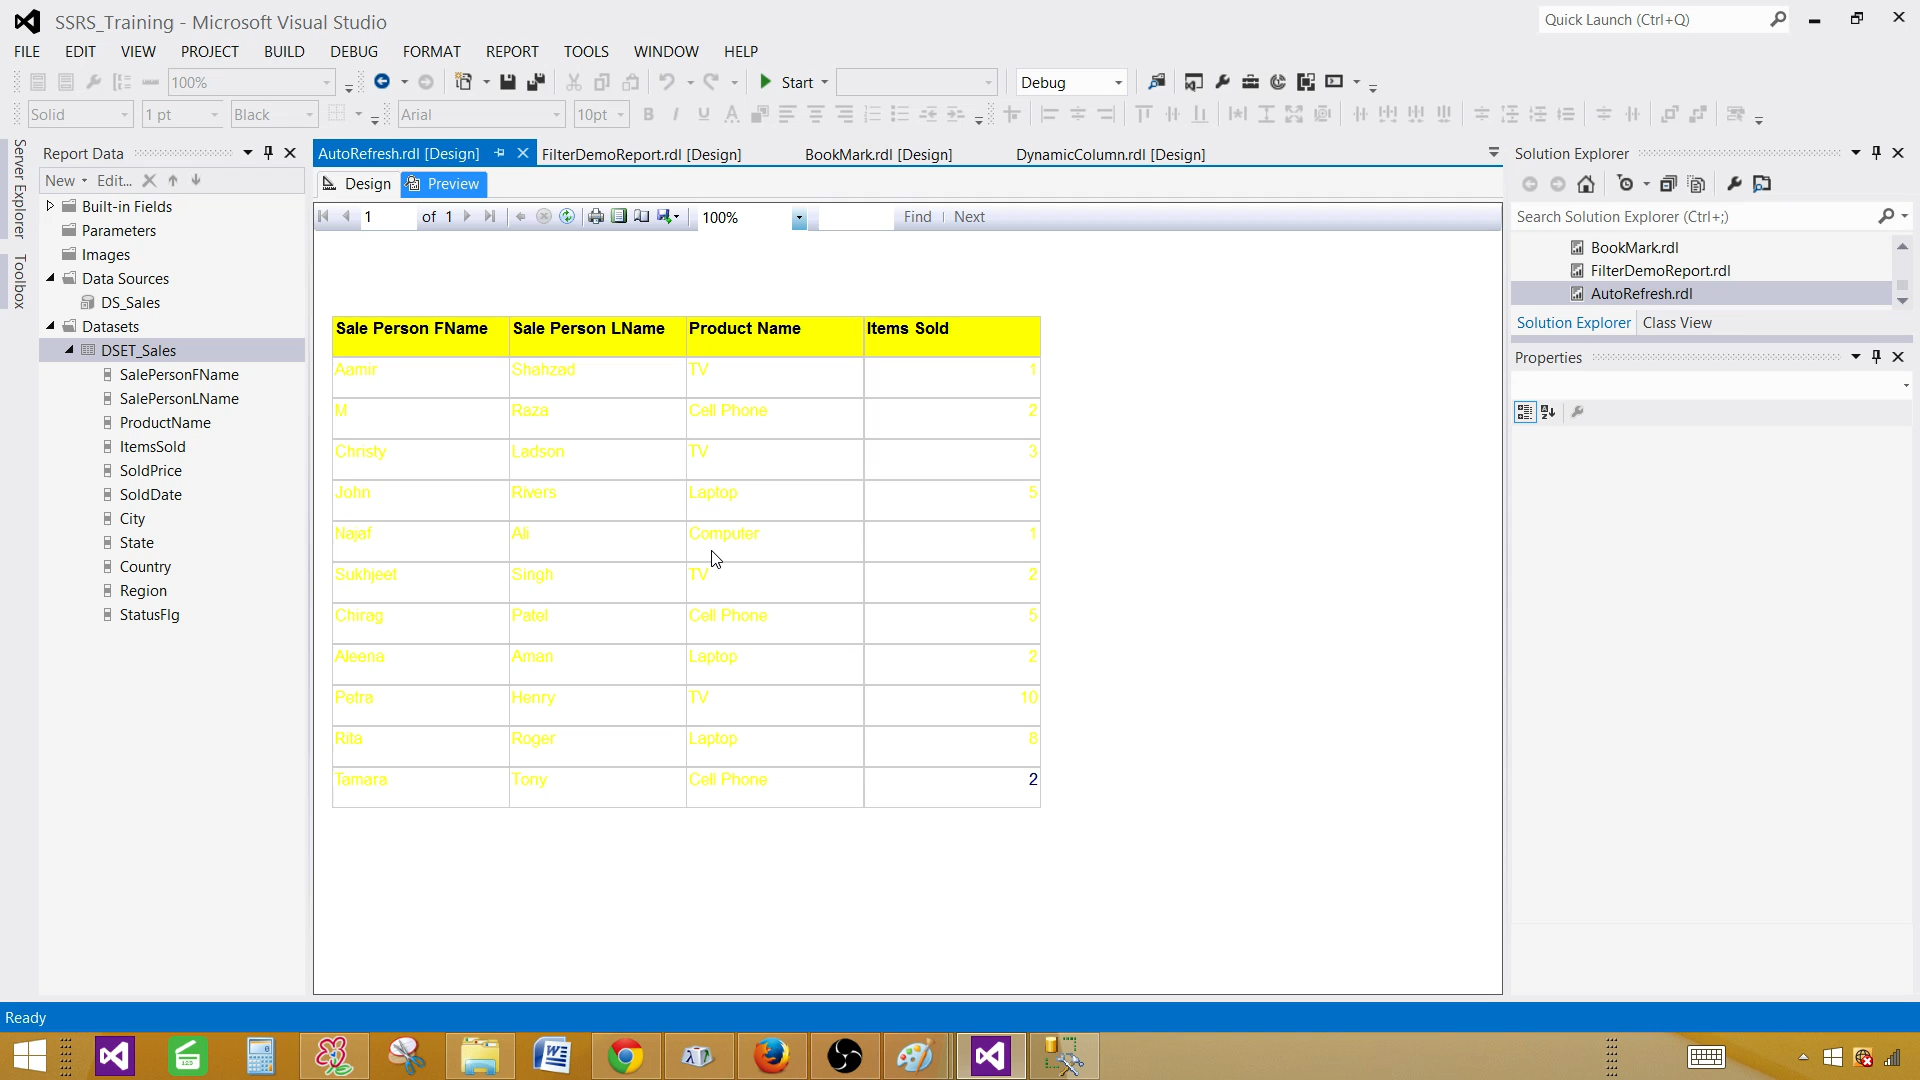 SSRS_Training - Microsoft Visual Studio
Quick Launch (Ctrl+Q)
FILE EDIT VIEW PROJECT BUILD DEBUG FORMAT REPORT TOOLS WINDOW HELP
100% Start Debug
Solid 1 pt Black Arial 10pt B I U A
Server Explorer
Toolbox
Report Data
New Edit...
Built-in Fields
Parameters
Images
Data Sources
DS_Sales
Datasets
DSET_Sales
SalePersonFName
SalePersonLName
ProductName
ItemsSold
SoldPrice
SoldDate
City
State
Country
Region
StatusFlg
AutoRefresh.rdl [Design] FilterDemoReport.rdl [Design] BookMark.rdl [Design] DynamicColumn.rdl [Design]
Design Preview
1 of 1 100% Find Next
Sale Person FName Sale Person LName Product Name Items Sold
Aamir Shahzad TV 1
M Raza Cell Phone 2
Christy Ladson TV 3
John Rivers Laptop 5
Najaf Ali Computer 1
Sukhjeet Singh TV 2
Chirag Patel Cell Phone 5
Aleena Aman Laptop 2
Petra Henry TV 10
Rita Roger Laptop 8
Tamara Tony Cell Phone 2
Solution Explorer
Search Solution Explorer (Ctrl+;)
BookMark.rdl
FilterDemoReport.rdl
AutoRefresh.rdl
Solution Explorer Class View
Properties
Ready